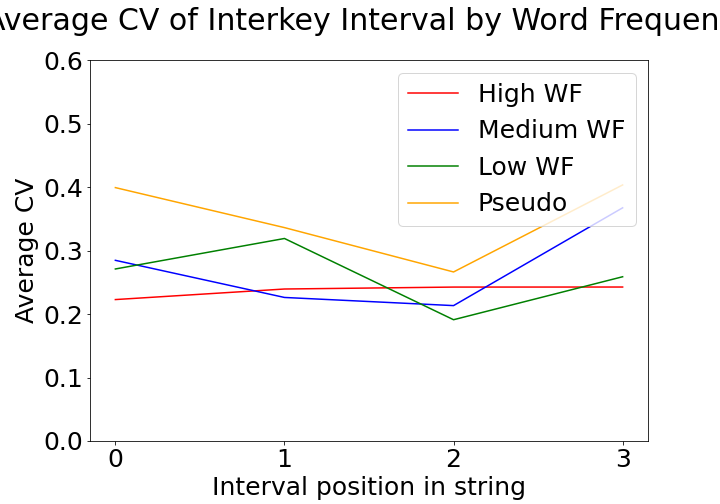 Average CV of Interkey Interval by Word Frequen
0.6
0.5
0.4
0.3
0.2
0.1
0.0
Average CV
High WF
Medium WF
Low WF
Pseudo
0 1 2 3
Interval position in string